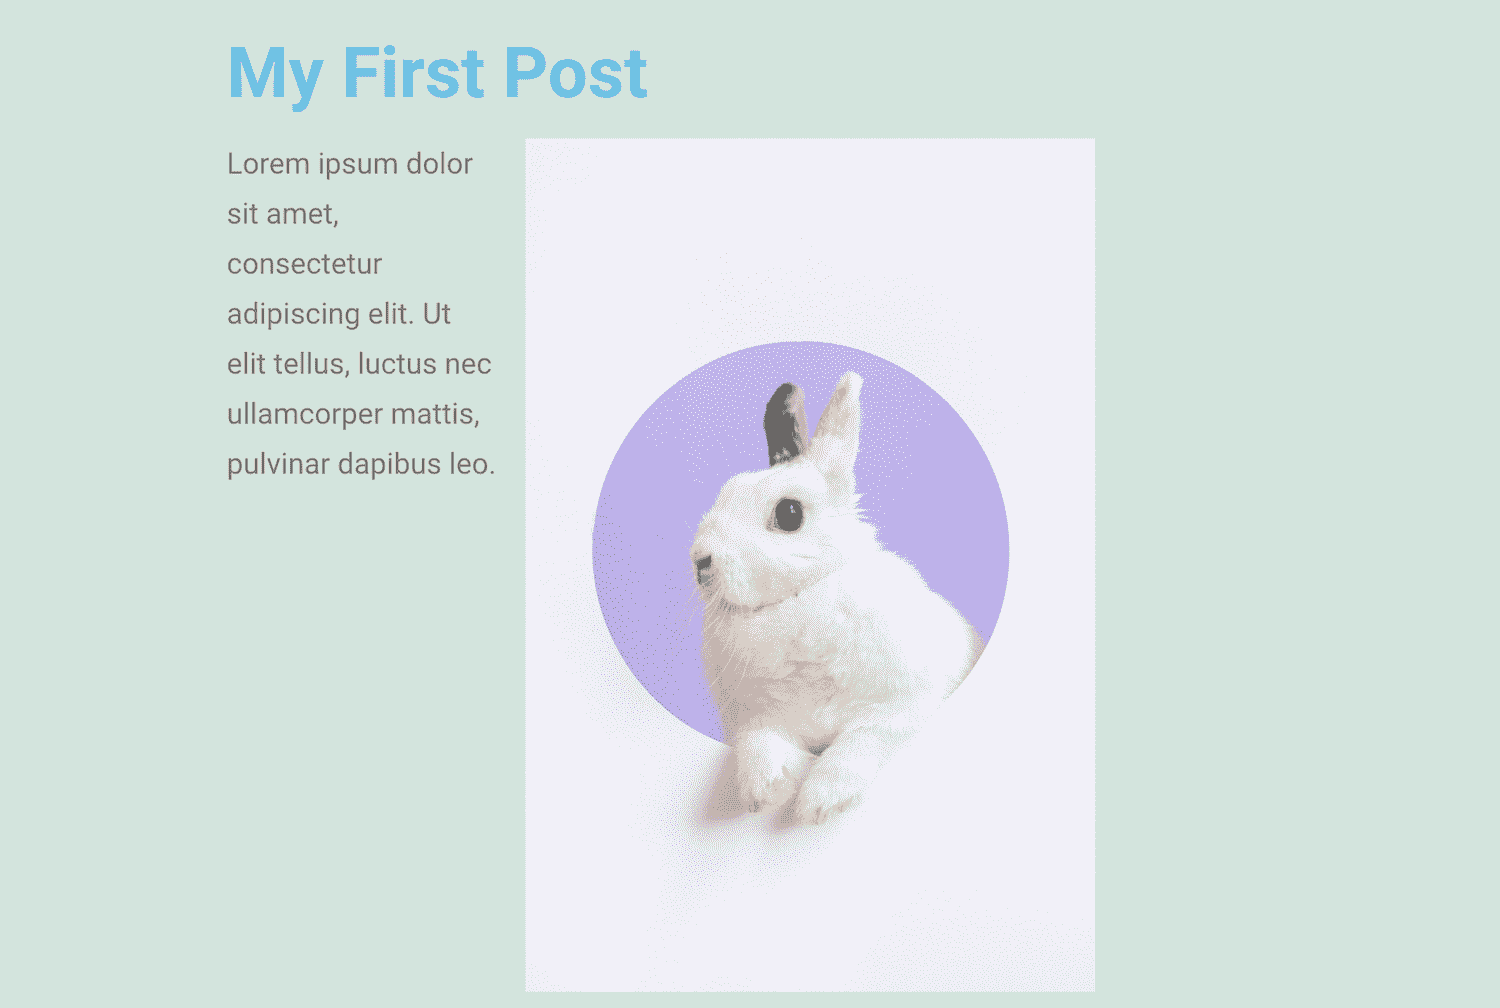 My First Post
Lorem ipsum dolor
sit amet,
consectetur
adipiscing elit. Ut
elit tellus, luctus nec
ullamcorper mattis,
pulvinar dapibus leo.